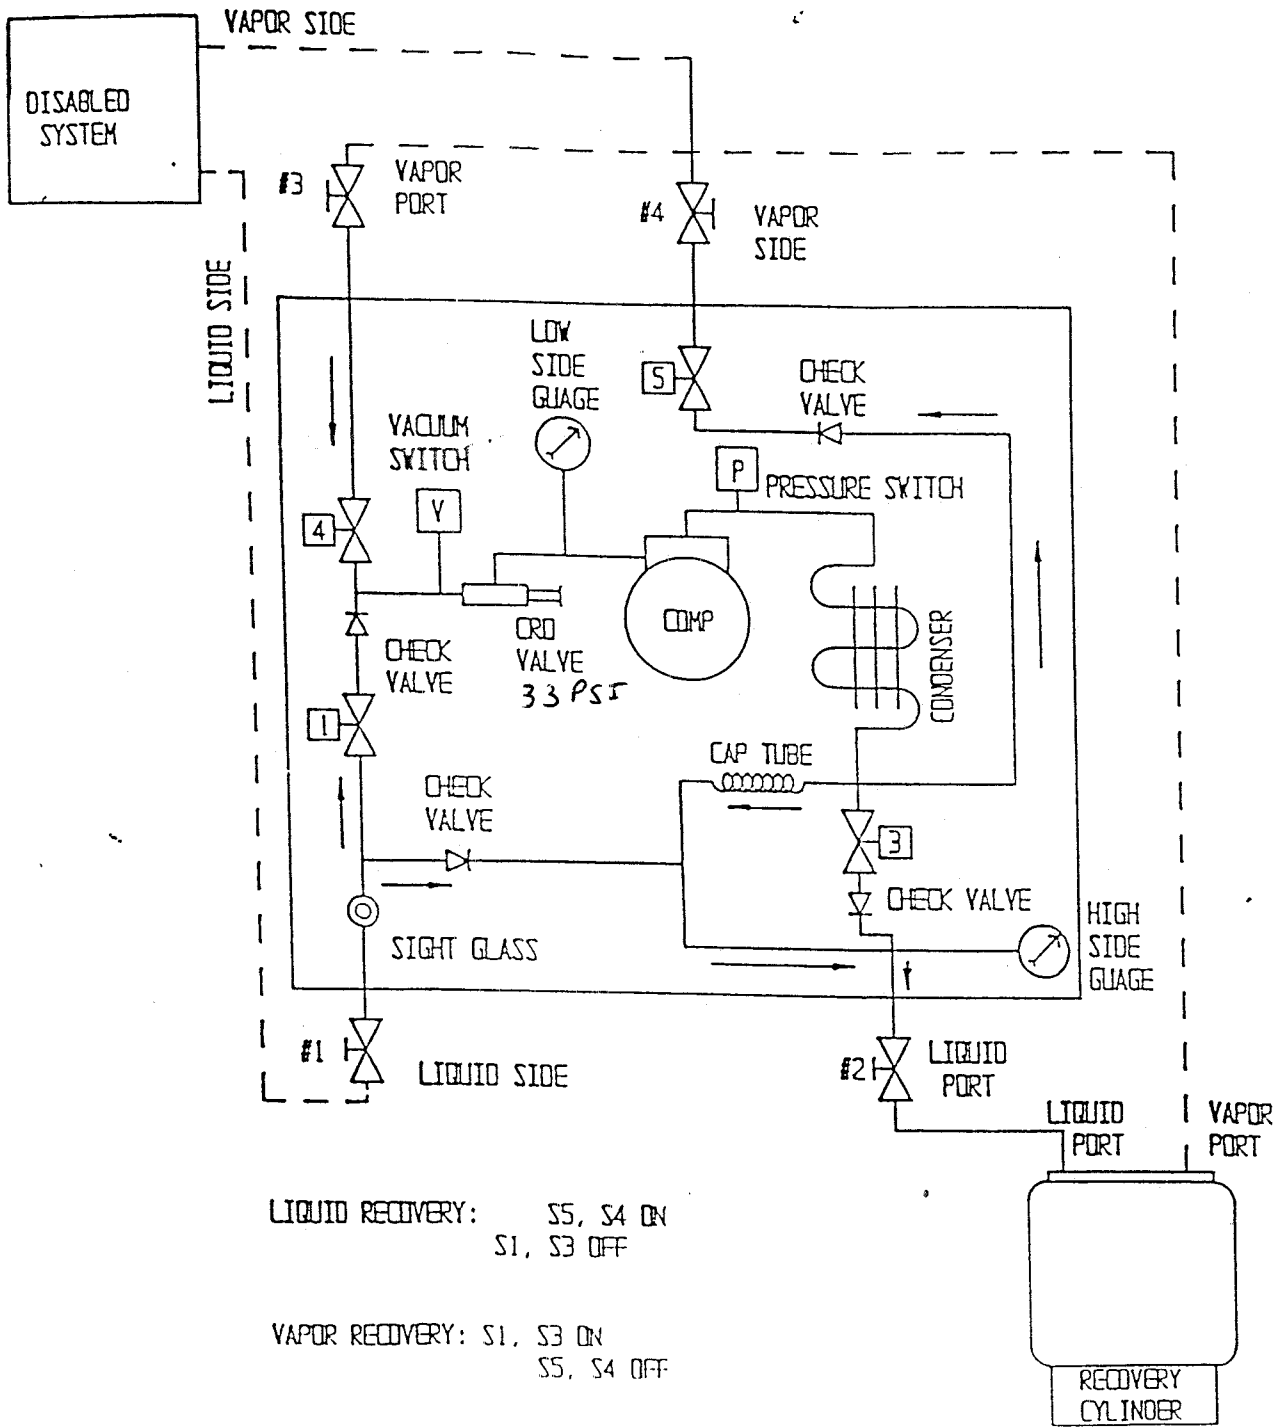 VAPOR SIDE
DISABLED
SYSTEM
#3
VAPOR
PORT
#4
VAPOR
SIDE
LIQUID SIDE
LOW
SIDE
GUAGE
5
CHECK
VALVE
VACUUM
SWITCH
V
P
PRESSURE SWITCH
4
COMP
CONDENSER
CHECK
VALVE
CRO
VALVE
33 PSI
1
CAP TUBE
CHECK
VALVE
3
CHECK VALVE
HIGH
SIDE
GUAGE
SIGHT GLASS
#1
LIQUID SIDE
#2
LIQUID
PORT
LIQUID
PORT
VAPOR
PORT
LIQUID RECOVERY: S5, S4 ON
S1, S3 OFF
VAPOR RECOVERY: S1, S3 ON
S5, S4 OFF
RECOVERY
CYLINDER